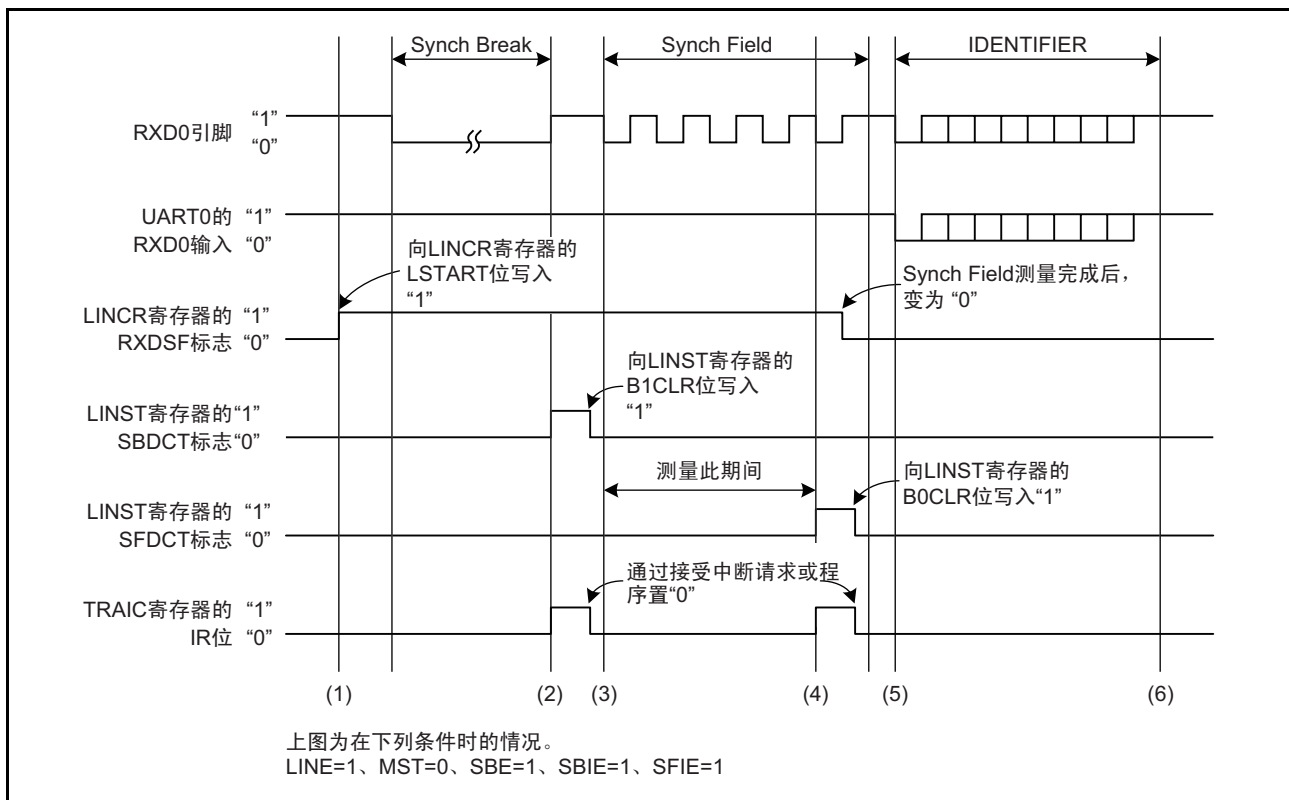 Synch Break
Synch Field
IDENTIFIER
RXD0引脚
“1”
“0”
UART0的 “1”
RXD0输入 “0”
向LINCR寄存器的
LSTART位写入
“1”
Synch Field测量完成后，
变为 “0”
LINCR寄存器的 “1”
RXDSF标志 “0”
向LINST寄存器的
B1CLR位写入
“1”
LINST寄存器的“1”
SBDCT标志“0”
测量此期间
向LINST寄存器的
B0CLR位写入“1”
LINST寄存器的 “1”
SFDCT标志 “0”
通过接受中断请求或程
序置“0”
TRAIC寄存器的 “1”
IR位 “0”
(1) (2) (3) (4) (5) (6)
上图为在下列条件时的情况。
LINE=1、MST=0、SBE=1、SBIE=1、SFIE=1